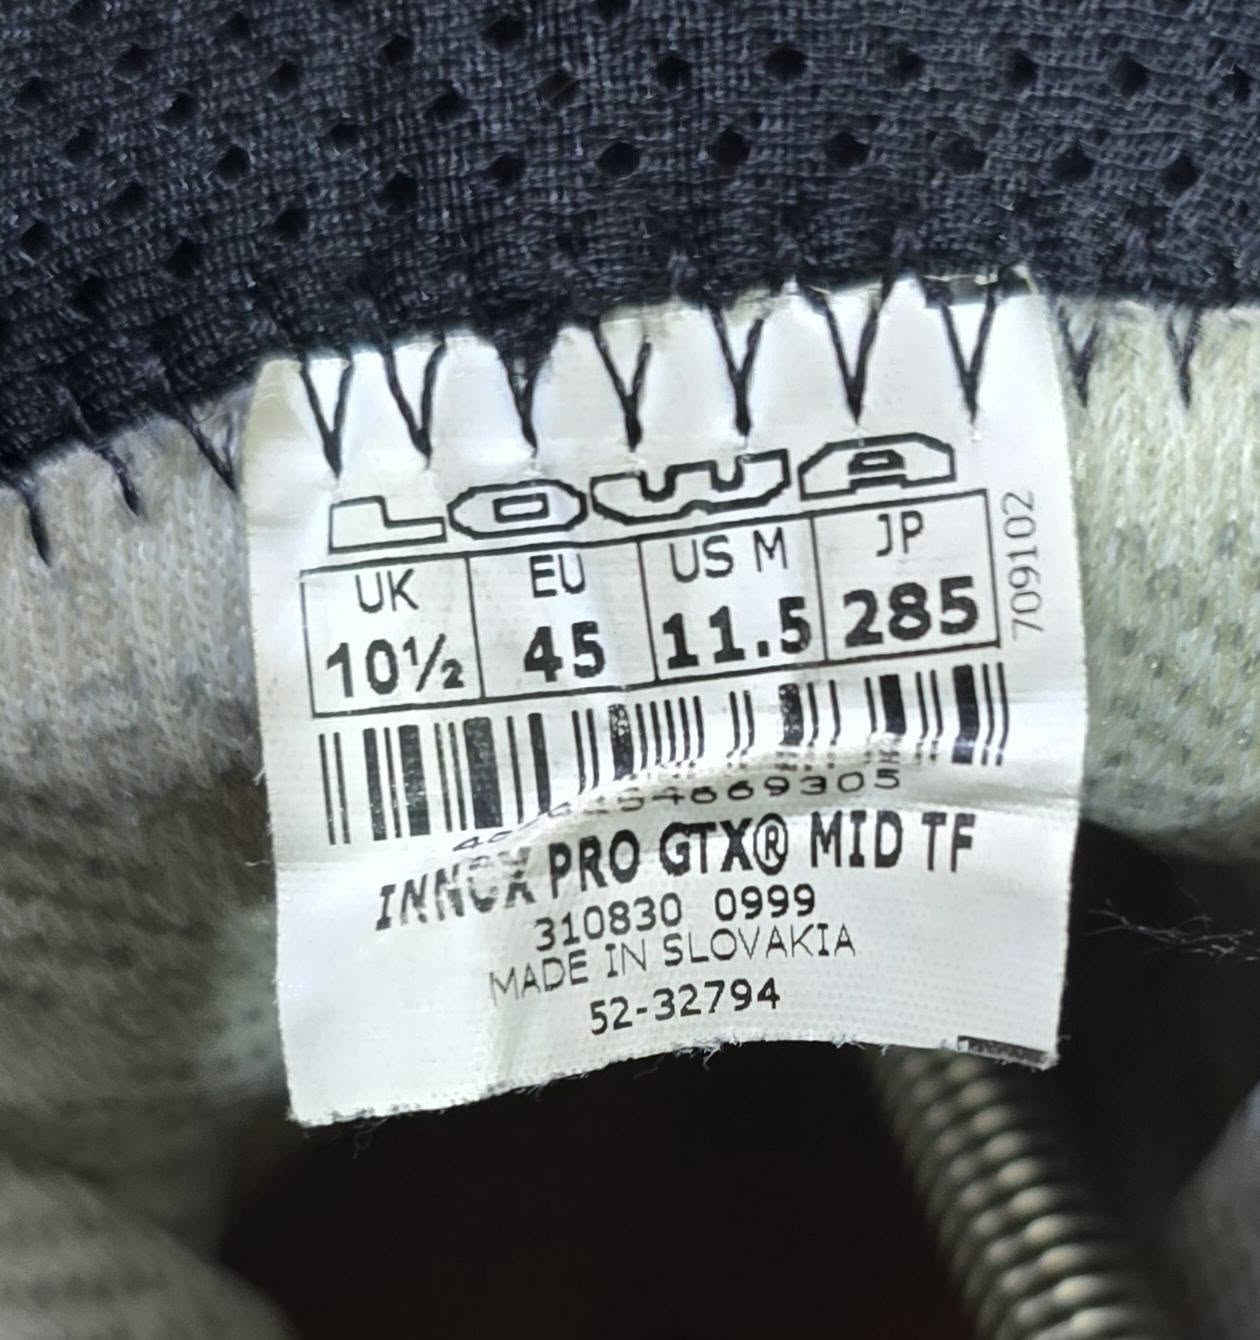 LOWA
UK EU US M JP
10½ 45 11.5 285
709102
INNOX PRO GTX® MID TF
310830 0999
MADE IN SLOVAKIA
52-32794